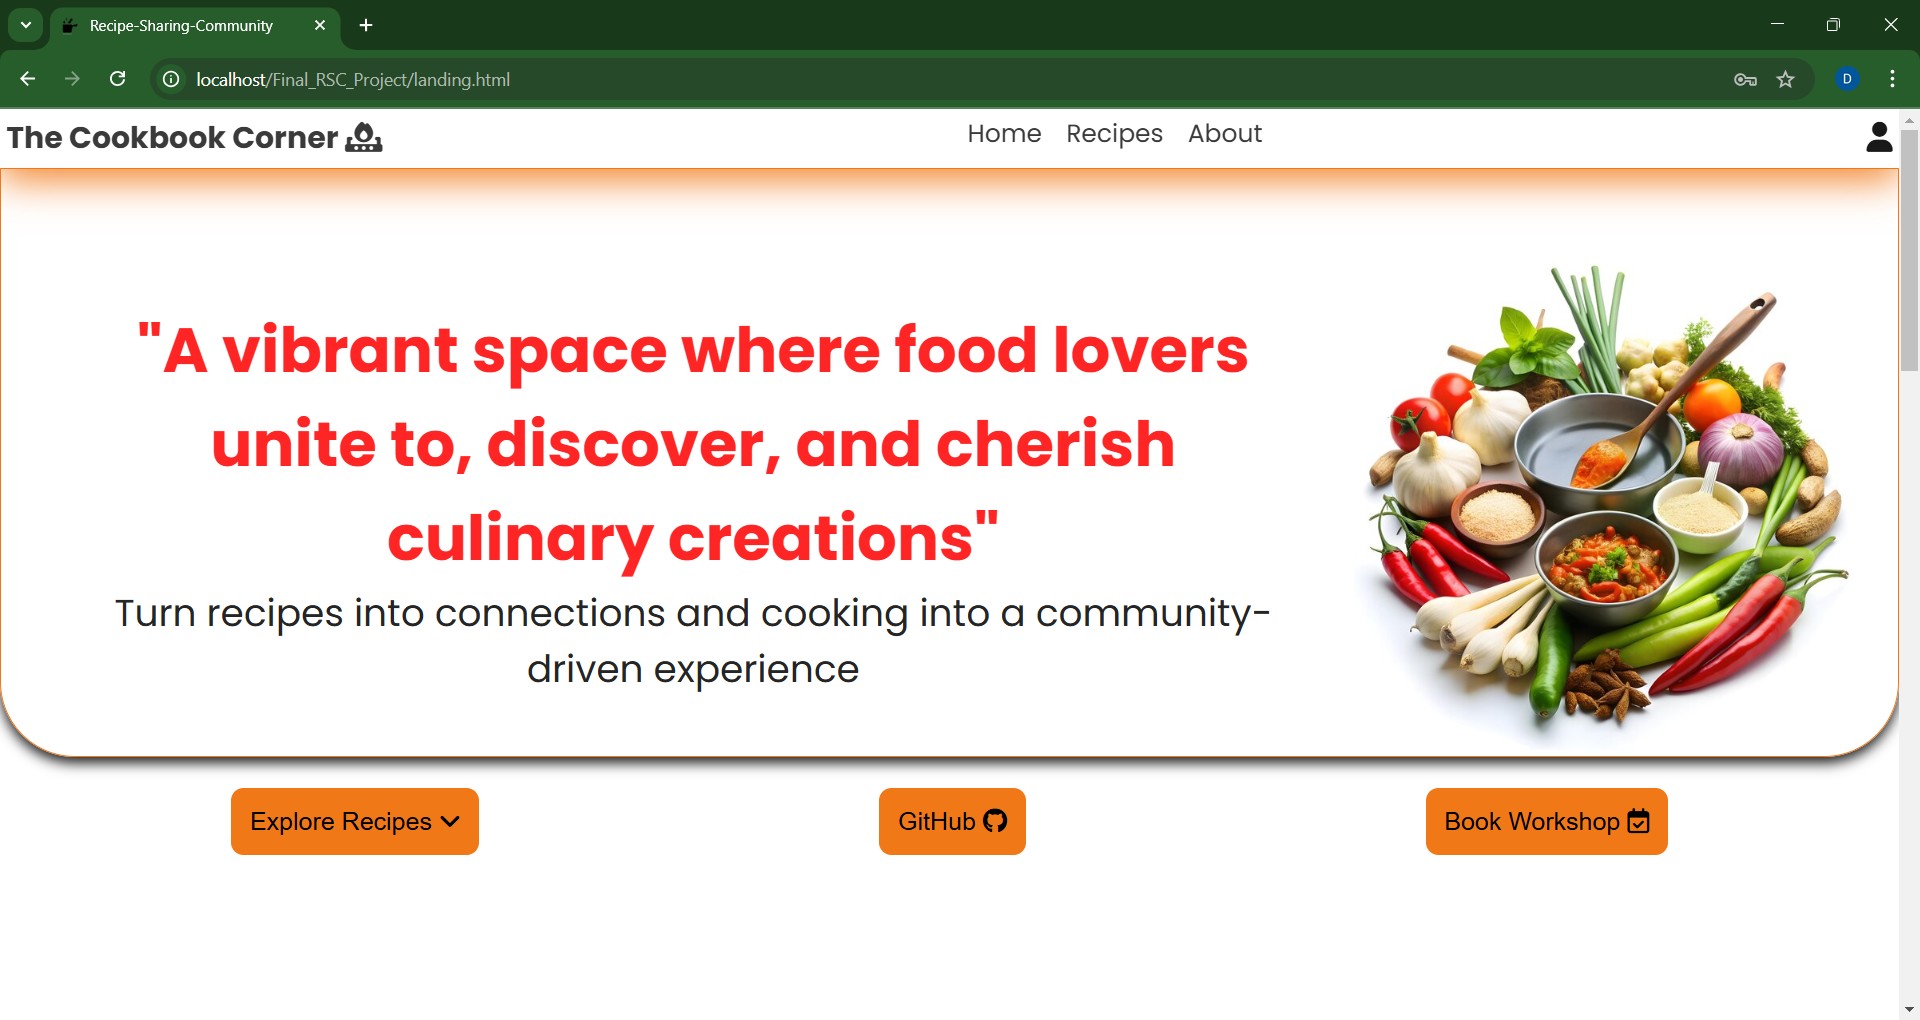 Recipe-Sharing-Community
localhost/Final_RSC_Project/landing.html
D
The Cookbook Corner
Home Recipes About
"A vibrant space where food lovers
unite to, discover, and cherish
culinary creations"
Turn recipes into connections and cooking into a community-
driven experience
Explore Recipes
GitHub
Book Workshop